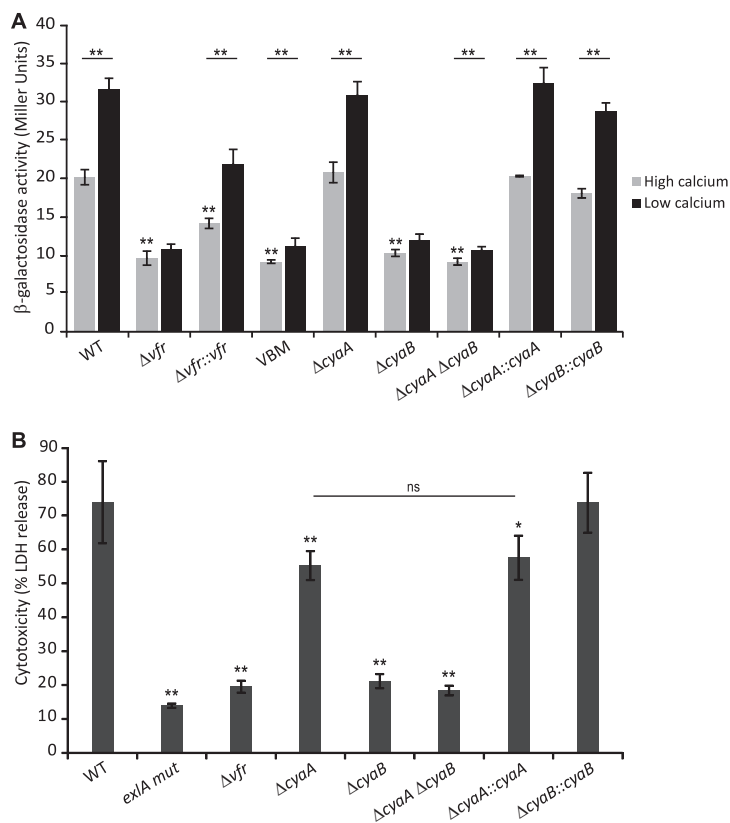 A
β-galactosidase activity (Miller Units)
40
35
30
25
20
15
10
5
0
** ** ** ** ** ** **
** ** ** ** **
High calcium
Low calcium
WT Δvfr Δvfr::vfr VBM ΔcyaA ΔcyaB ΔcyaA ΔcyaB ΔcyaA::cyaA ΔcyaB::cyaB
B
Cytotoxicity (% LDH release)
90
80
70
60
50
40
30
20
10
0
ns
** ** ** ** ** *
WT exlA mut Δvfr ΔcyaA ΔcyaB ΔcyaA ΔcyaB ΔcyaA::cyaA ΔcyaB::cyaB